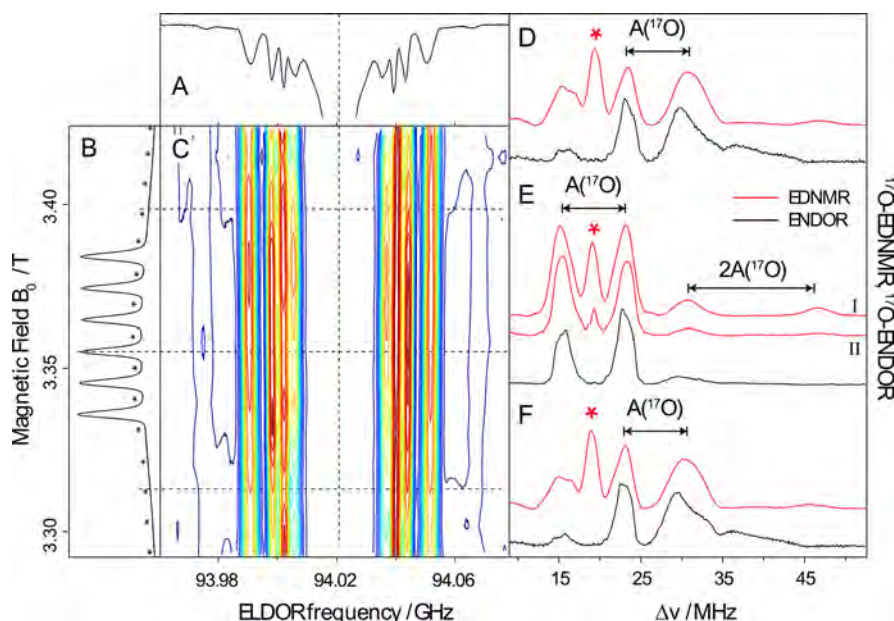 A
B
C
Magnetic Field B0 /T
3.40
3.35
3.30
93.98 94.02 94.06
ELDOR frequency / GHz
D
A(17O)
*
E
A(17O)
*
EDNMR
ENDOR
2A(17O)
I
II
F
A(17O)
*
15 25 35 45
Δν / MHz
17O-EDNMR 17O-ENDOR